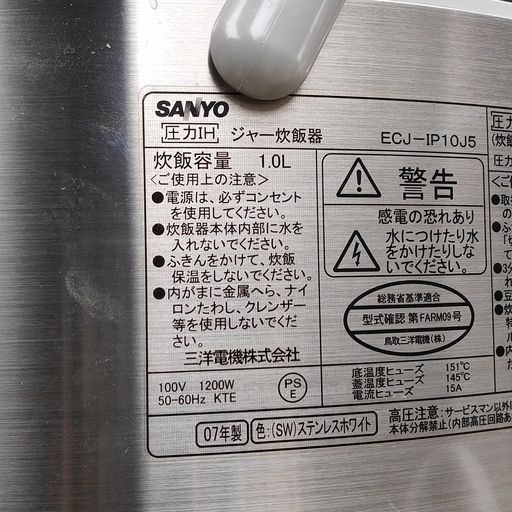 SANYO
圧力IH ジャー炊飯器 ECJ-IP10J5
炊飯容量 1.0L
<ご使用上の注意>
●電源は、必ずコンセント
を使用してください。
●炊飯器本体内部に水を
入れないでください。
●ふきんをかけて、炊飯
保温をしないでください。
●内がまに金属へら、ナイ
ロンたわし、クレンザー
等を使用しないでくだ
さい。
三洋電機株式会社
警告
感電の恐れあり
水につけたり水
をかけたりしな
いでください。
総務省基準適合
型式確認 第FARM09号
鳥取三洋電機(株)
100V 1200W
50-60Hz KTE
PS
E
底温度ヒューズ 151℃
蓋温度ヒューズ 145℃
電流ヒューズ 15A
07年製 色:(SW)ステンレスホワイト
高圧注意:サービスマン以外
本体分解禁止(内部高圧回路あ